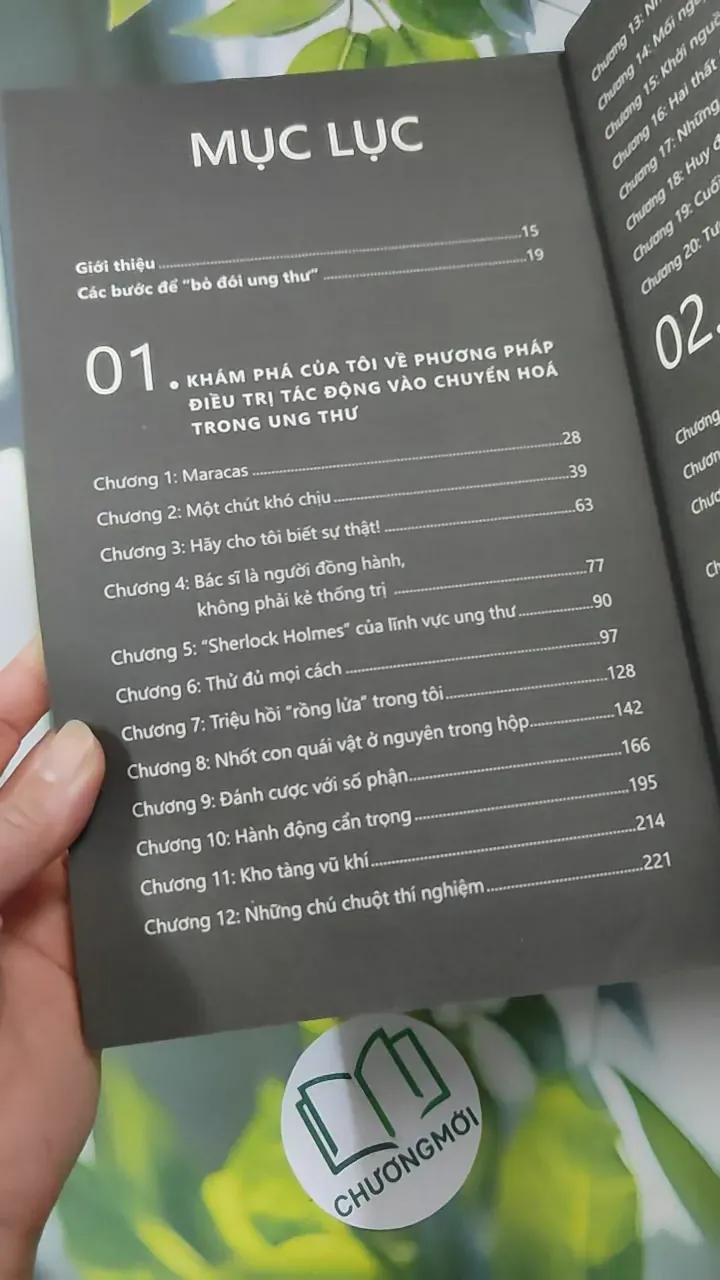 MỤC LỤC
Giới thiệu ........ 15
Các bước để "bỏ đói ung thư" ........ 19
01. KHÁM PHÁ CỦA TÔI VỀ PHƯƠNG PHÁP
ĐIỀU TRỊ TÁC ĐỘNG VÀO CHUYỂN HOÁ
TRONG UNG THƯ
Chương 1: Maracas ........ 28
Chương 2: Một chút khó chịu ........ 39
Chương 3: Hãy cho tôi biết sự thật! ........ 63
Chương 4: Bác sĩ là người đồng hành,
không phải kẻ thống trị ........ 77
Chương 5: "Sherlock Holmes" của lĩnh vực ung thư ........ 90
Chương 6: Thử đủ mọi cách ........ 97
Chương 7: Triệu hồi "rồng lửa" trong tôi ........ 128
Chương 8: Nhốt con quái vật ở nguyên trong hộp ........ 142
Chương 9: Đánh cược với số phận ........ 166
Chương 10: Hành động cẩn trọng ........ 195
Chương 11: Kho tàng vũ khí ........ 214
Chương 12: Những chú chuột thí nghiệm ........ 221
Chương 13:
Chương 14: Mối
Chương 15: Khởi
Chương 16: Hai thất
Chương 17: Những
Chương 18: Huy
Chương 19:
Chương 20:
02.
Chương
CHƯƠNGMỚI